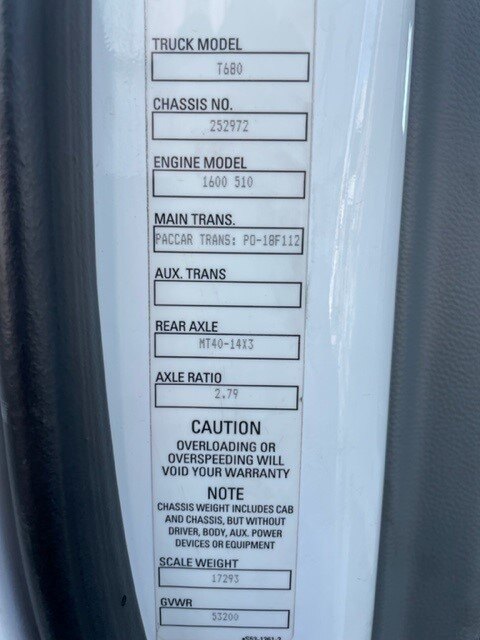 TRUCK MODEL
T680
CHASSIS NO.
252972
ENGINE MODEL
1600 510
MAIN TRANS.
PACCAR TRANS: PO-18F112
AUX. TRANS
REAR AXLE
MT40-14X3
AXLE RATIO
2.79
CAUTION
OVERLOADING OR
OVERSPEEDING WILL
VOID YOUR WARRANTY
NOTE
CHASSIS WEIGHT INCLUDES CAB
AND CHASSIS, BUT WITHOUT
DRIVER, BODY, AUX. POWER
DEVICES OR EQUIPMENT
SCALE WEIGHT
17293
GVWR
53200